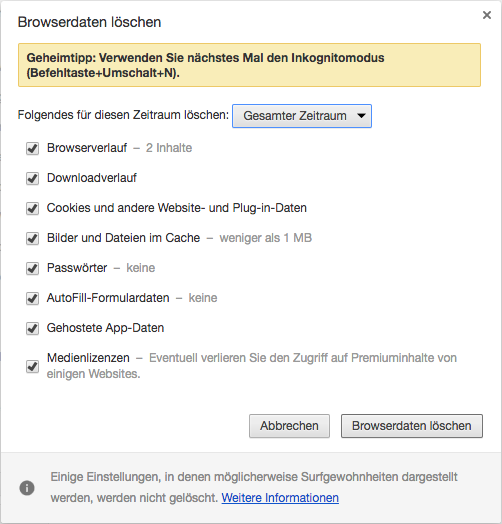 Browserdaten löschen
Geheimtipp: Verwenden Sie nächstes Mal den Inkognitomodus
(Befehltaste+Umschalt+N).
Folgendes für diesen Zeitraum löschen: Gesamter Zeitraum
Browserverlauf – 2 Inhalte
Downloadverlauf
Cookies und andere Website- und Plug-in-Daten
Bilder und Dateien im Cache – weniger als 1 MB
Passwörter – keine
AutoFill-Formulardaten – keine
Gehostete App-Daten
Medienlizenzen – Eventuell verlieren Sie den Zugriff auf Premiuminhalte von
einigen Websites.
Abbrechen Browserdaten löschen
Einige Einstellungen, in denen möglicherweise Surfgewohnheiten dargestellt
werden, werden nicht gelöscht. Weitere Informationen